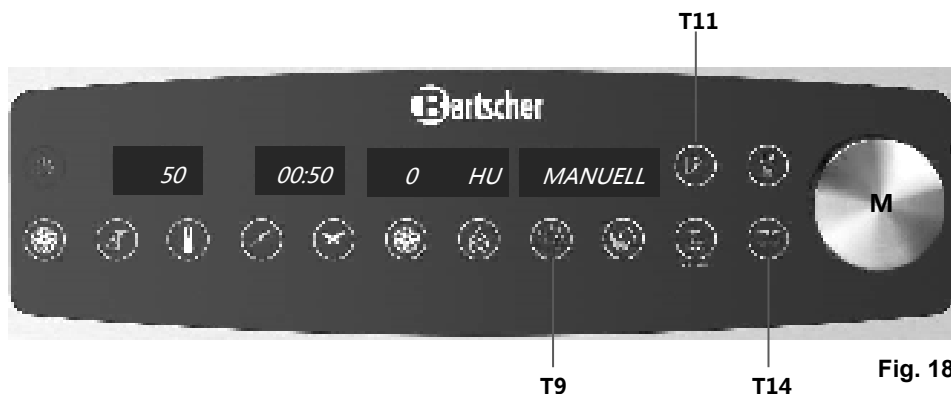 T11
Bartscher
50 00:50 0 HU MANUELL
M
Fig. 18
T9 T14